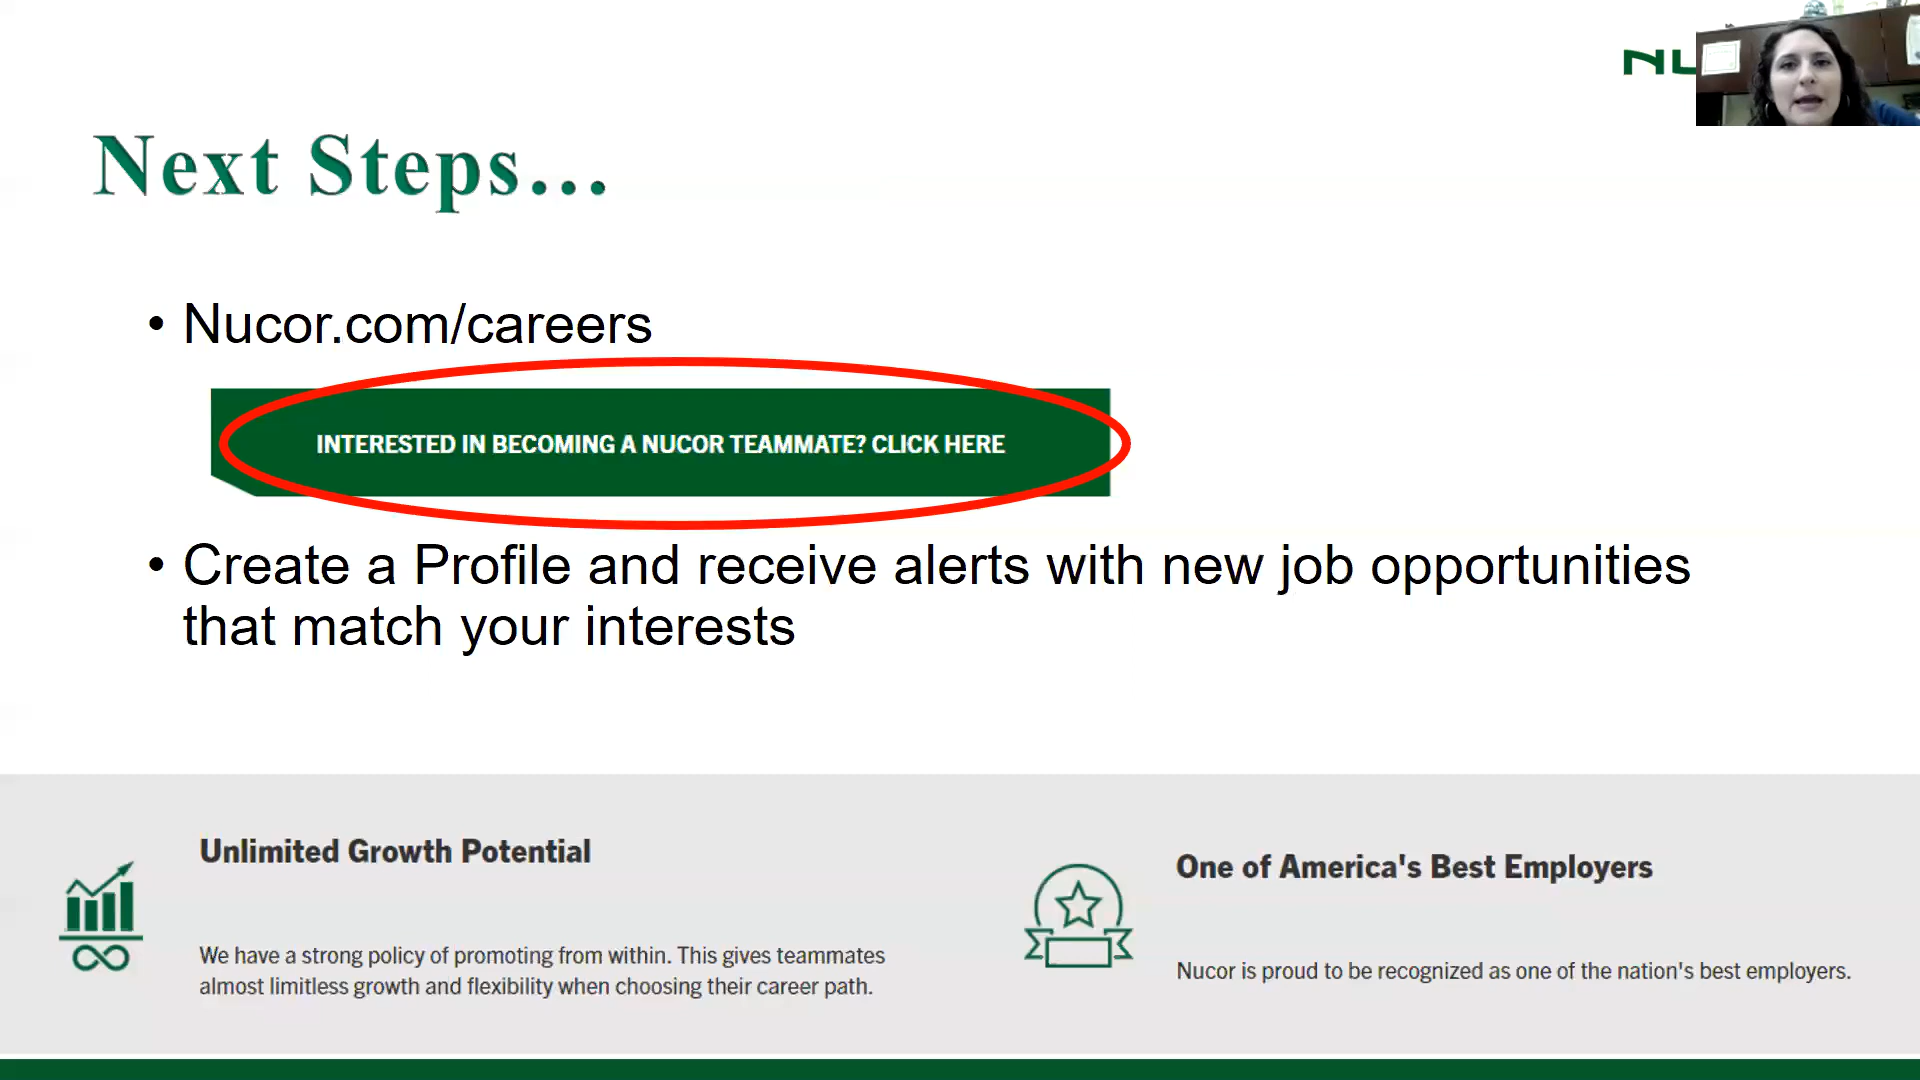 NU
Next Steps...
• Nucor.com/careers
INTERESTED IN BECOMING A NUCOR TEAMMATE? CLICK HERE
• Create a Profile and receive alerts with new job opportunities
that match your interests
Unlimited Growth Potential
We have a strong policy of promoting from within. This gives teammates
almost limitless growth and flexibility when choosing their career path.
One of America's Best Employers
Nucor is proud to be recognized as one of the nation's best employers.